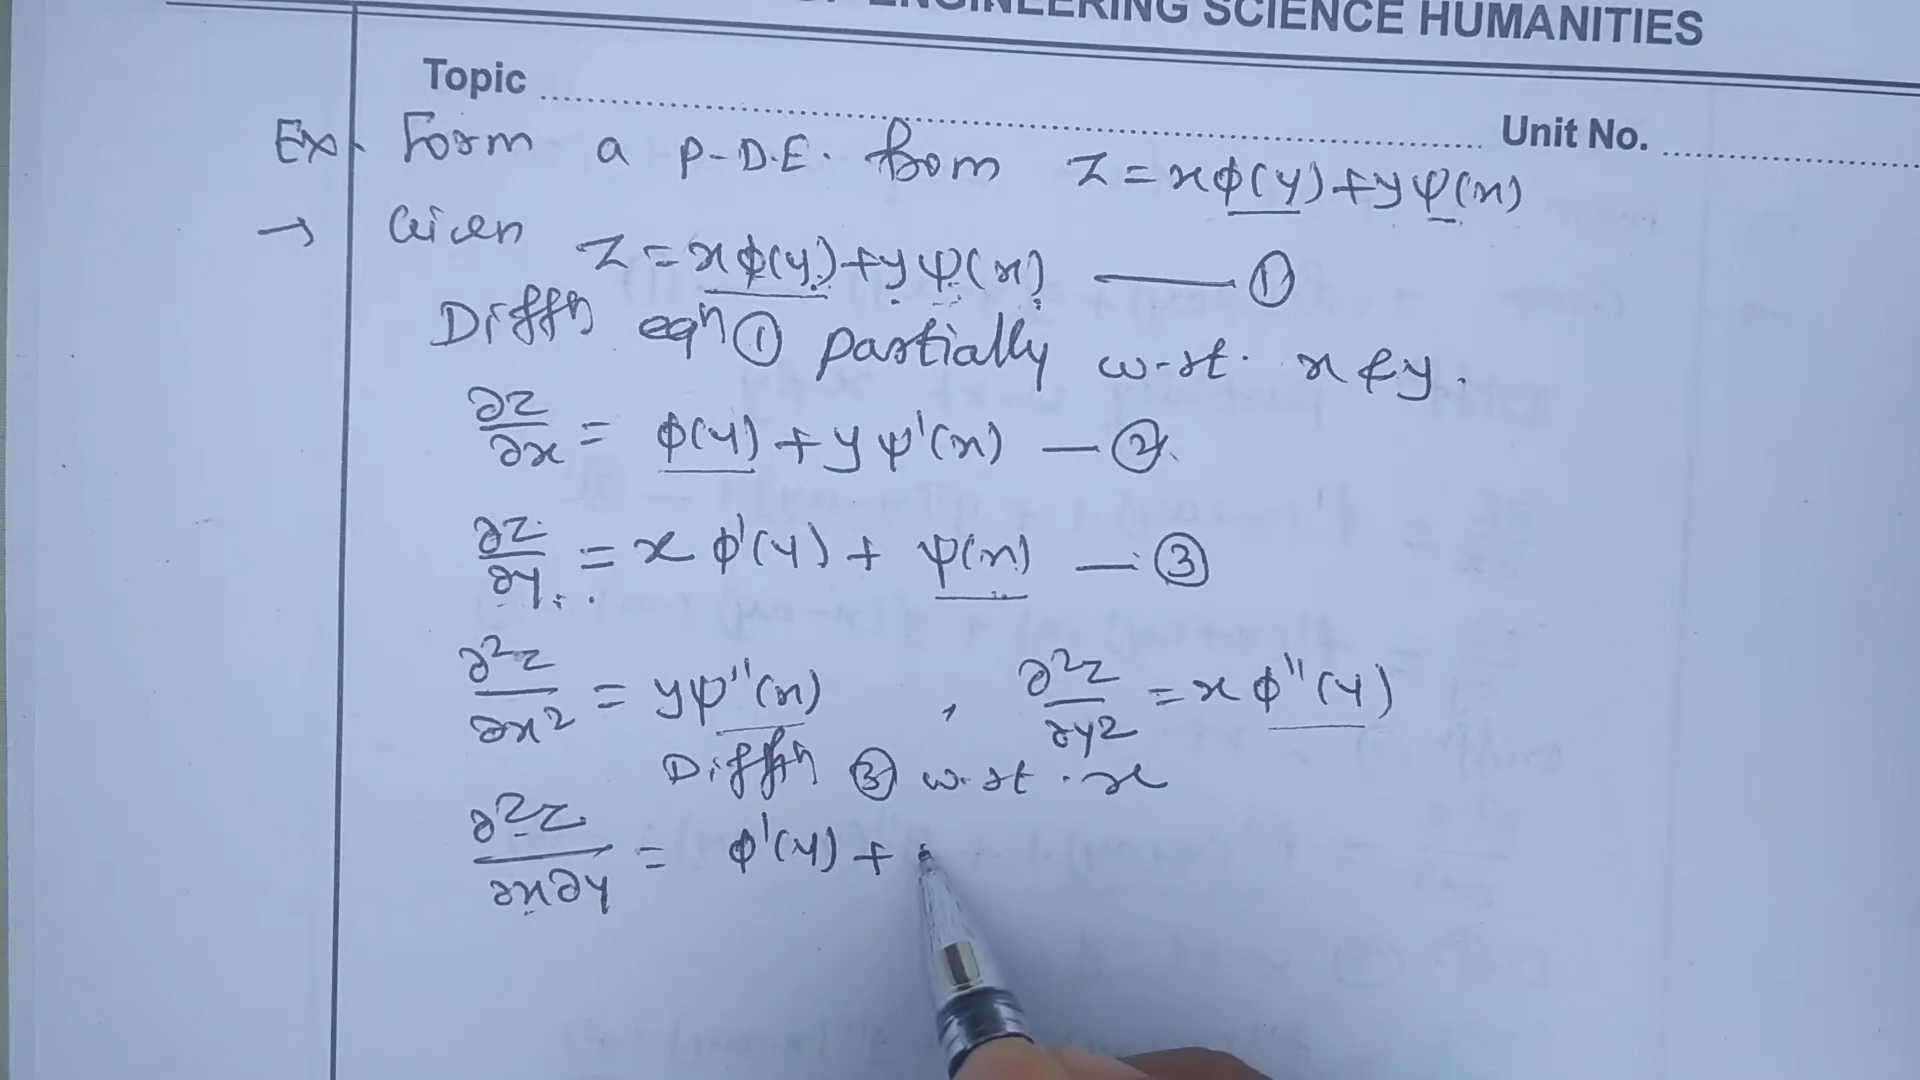 ENGINEERING SCIENCE HUMANITIES
Topic
Unit No.
Ex. Form a P.D.E. from z = xφ(y) + yψ(x)
→ Given z = xφ(y) + yψ(x) — ①
Diffn eqn ① partially w.r.t. x & y.
∂z/∂x = φ(y) + yψ'(x) — ②
∂z/∂y = xφ'(y) + ψ(x) — ③
∂²z/∂x² = yψ''(x) , ∂²z/∂y² = xφ''(y)
Diffn ③ w.r.t. x
∂²z/∂x∂y = φ'(y) +